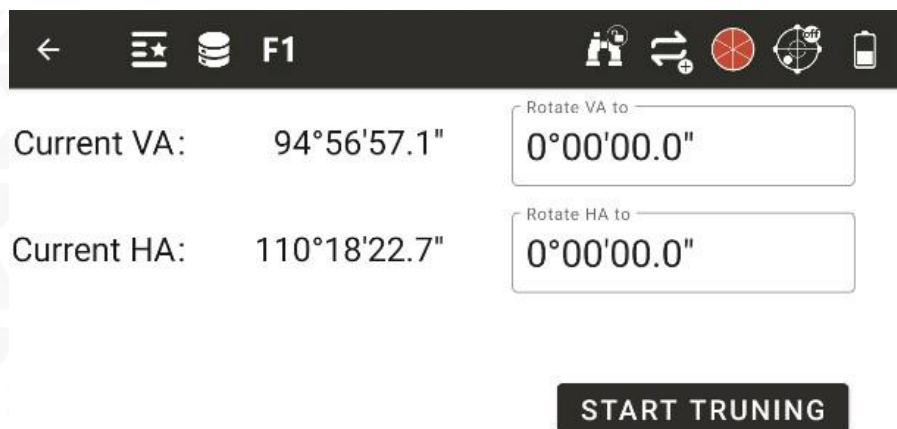 F1
off
Current VA: 94°56'57.1"
Rotate VA to
0°00'00.0"
Current HA: 110°18'22.7"
Rotate HA to
0°00'00.0"
START TRUNING